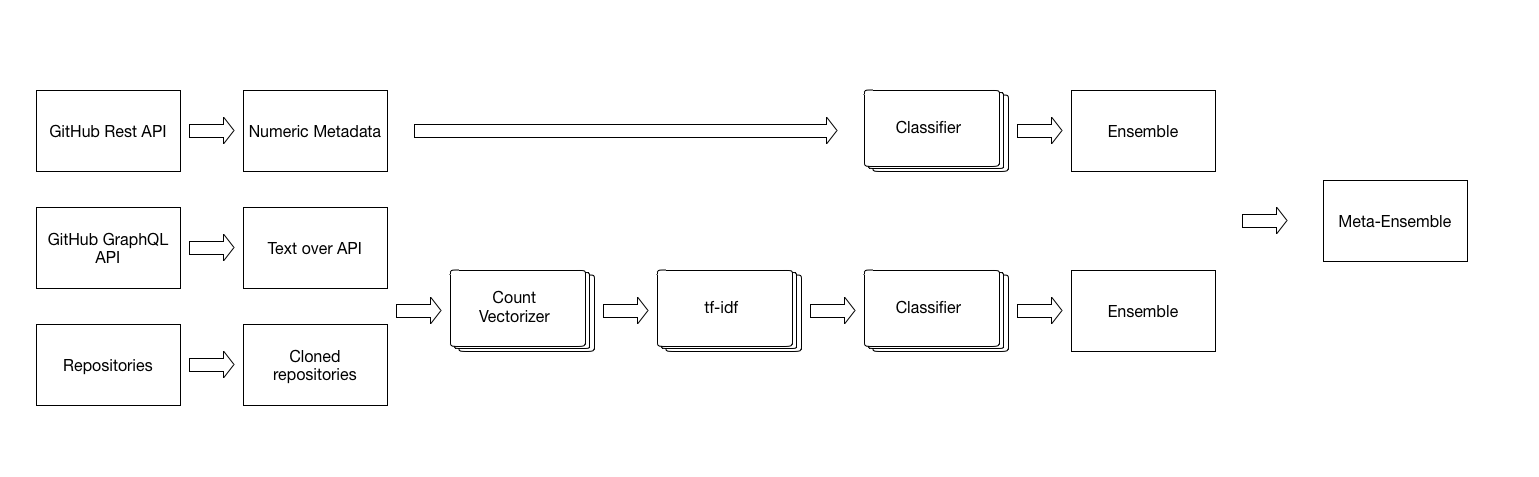 GitHub Rest API
Numeric Metadata
Classifier
Ensemble
GitHub GraphQL
API
Text over API
Meta-Ensemble
Count
Vectorizer
tf-idf
Classifier
Ensemble
Repositories
Cloned
repositories